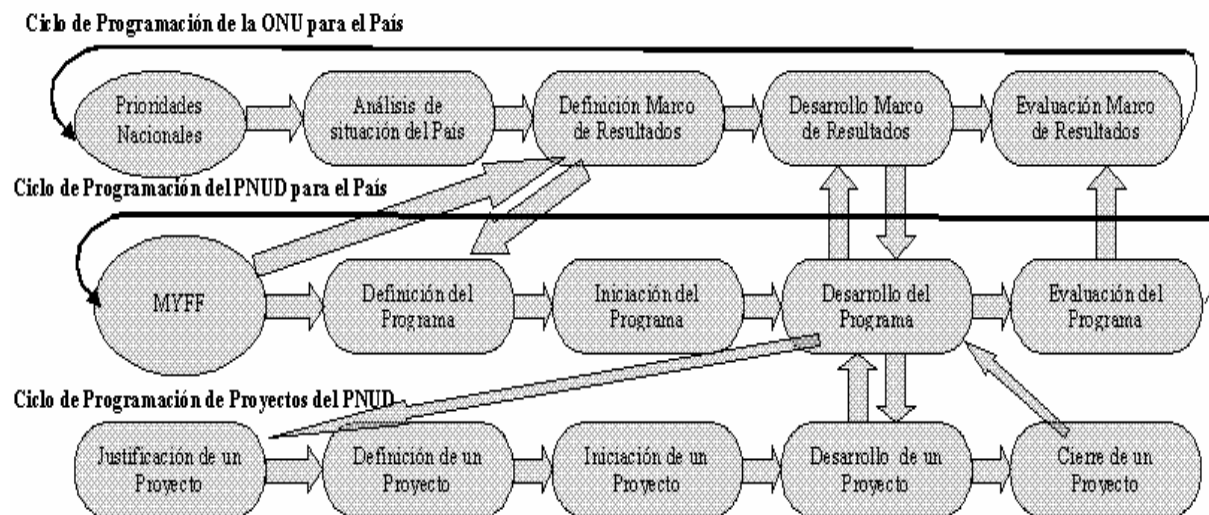 Ciclo de Programación de la ONU para el País
Prioridades
Nacionales
Análisis de
situación del País
Definición Marco
de Resultados
Desarrollo Marco
de Resultados
Evaluación Marco
de Resultados
Ciclo de Programación del PNUD para el País
MYFF
Definición del
Programa
Iniciación del
Programa
Desarrollo del
Programa
Evaluación del
Programa
Ciclo de Programación de Proyectos del PNUD
Justificación de un
Proyecto
Definición de un
Proyecto
Iniciación de un
Proyecto
Desarrollo de un
Proyecto
Cierre de un
Proyecto